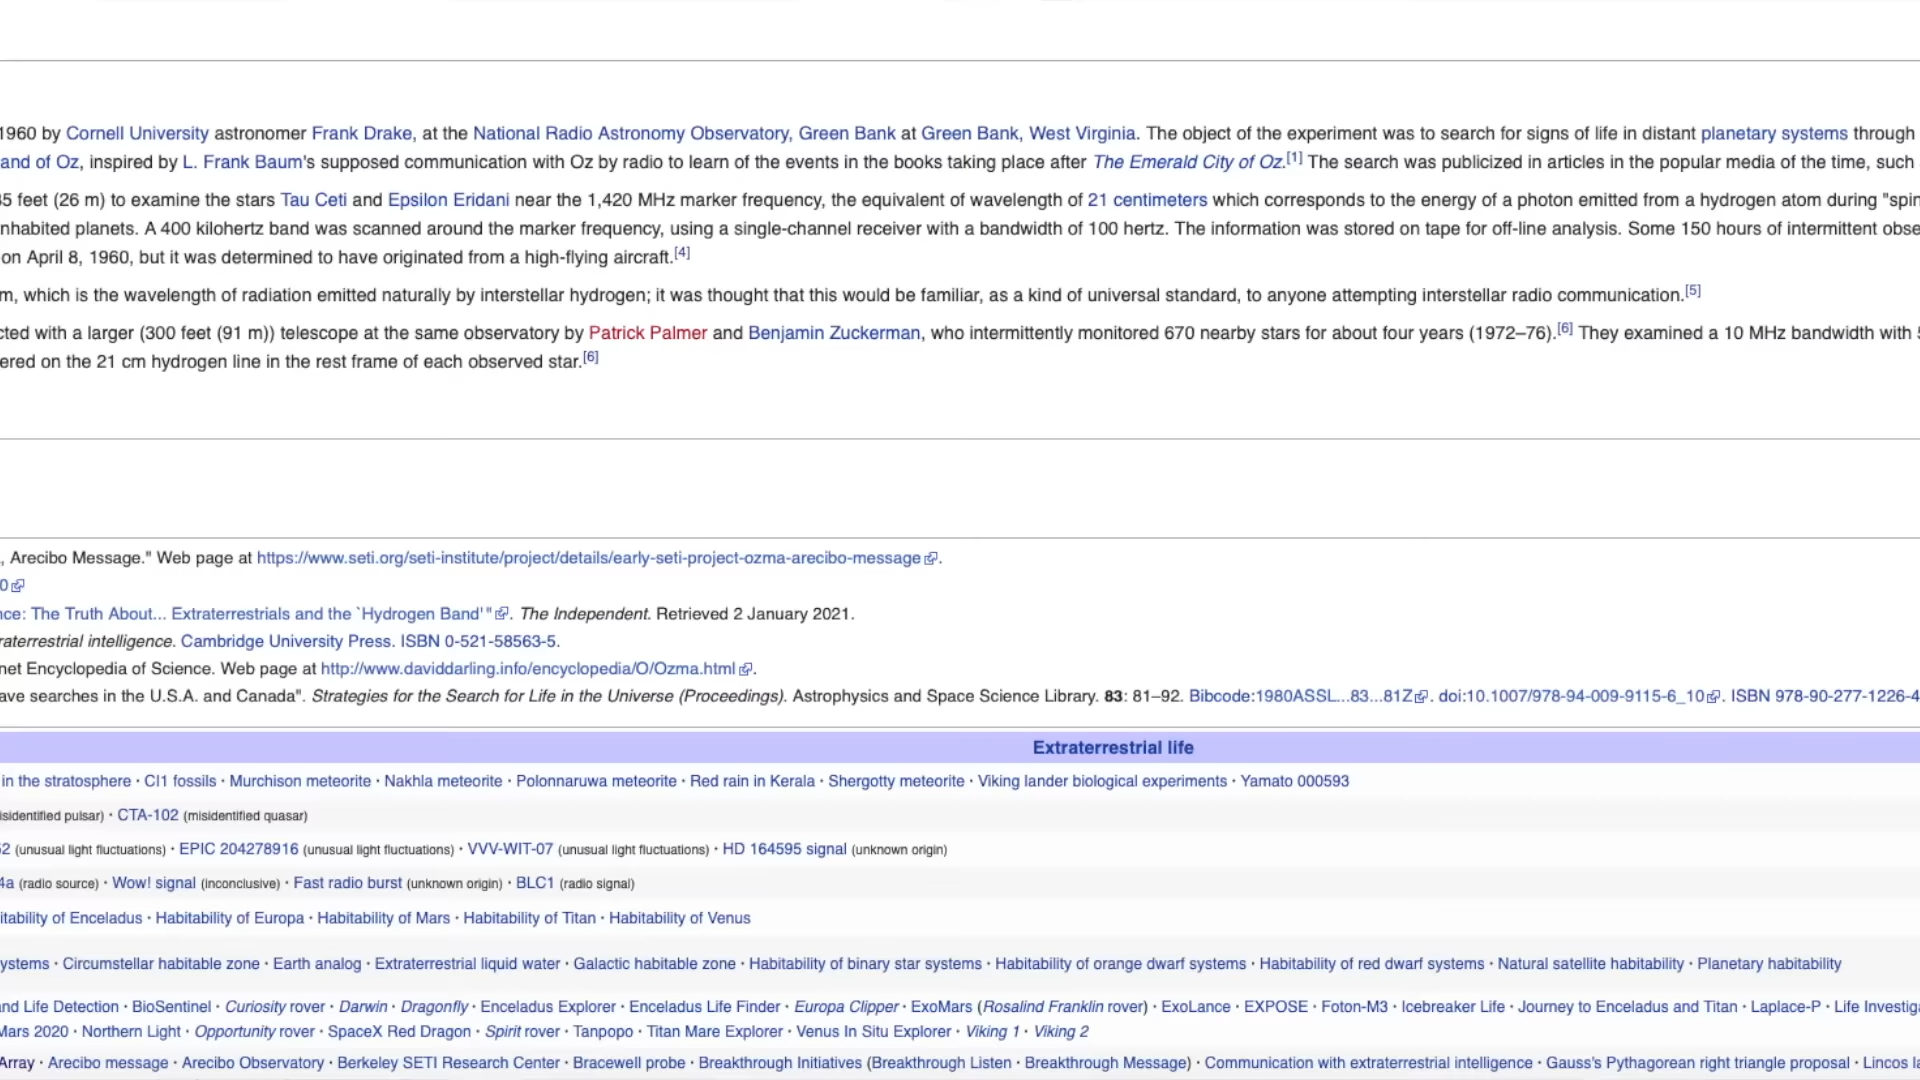 1960 by Cornell University astronomer Frank Drake, at the National Radio Astronomy Observatory, Green Bank at Green Bank, West Virginia. The object of the experiment was to search for signs of life in distant planetary systems through
and of Oz, inspired by L. Frank Baum's supposed communication with Oz by radio to learn of the events in the books taking place after The Emerald City of Oz.[1] The search was publicized in articles in the popular media of the time, such
35 feet (26 m) to examine the stars Tau Ceti and Epsilon Eridani near the 1,420 MHz marker frequency, the equivalent of wavelength of 21 centimeters which corresponds to the energy of a photon emitted from a hydrogen atom during "spin
nhabited planets. A 400 kilohertz band was scanned around the marker frequency, using a single-channel receiver with a bandwidth of 100 hertz. The information was stored on tape for off-line analysis. Some 150 hours of intermittent obse
on April 8, 1960, but it was determined to have originated from a high-flying aircraft.[4]
m, which is the wavelength of radiation emitted naturally by interstellar hydrogen; it was thought that this would be familiar, as a kind of universal standard, to anyone attempting interstellar radio communication.[5]
cted with a larger (300 feet (91 m)) telescope at the same observatory by Patrick Palmer and Benjamin Zuckerman, who intermittently monitored 670 nearby stars for about four years (1972–76).[6] They examined a 10 MHz bandwidth with 5
ered on the 21 cm hydrogen line in the rest frame of each observed star.[6]
, Arecibo Message." Web page at https://www.seti.org/seti-institute/project/details/early-seti-project-ozma-arecibo-message.
0
nce: The Truth About... Extraterrestrials and the `Hydrogen Band'". The Independent. Retrieved 2 January 2021.
raterrestrial intelligence. Cambridge University Press. ISBN 0-521-58563-5.
net Encyclopedia of Science. Web page at http://www.daviddarling.info/encyclopedia/O/Ozma.html.
ave searches in the U.S.A. and Canada". Strategies for the Search for Life in the Universe (Proceedings). Astrophysics and Space Science Library. 83: 81–92. Bibcode:1980ASSL...83...81Z. doi:10.1007/978-94-009-9115-6_10. ISBN 978-90-277-1226-4
Extraterrestrial life
in the stratosphere · CI1 fossils · Murchison meteorite · Nakhla meteorite · Polonnaruwa meteorite · Red rain in Kerala · Shergotty meteorite · Viking lander biological experiments · Yamato 000593
isidentified pulsar) · CTA-102 (misidentified quasar)
52 (unusual light fluctuations) · EPIC 204278916 (unusual light fluctuations) · VVV-WIT-07 (unusual light fluctuations) · HD 164595 signal (unknown origin)
4a (radio source) · Wow! signal (inconclusive) · Fast radio burst (unknown origin) · BLC1 (radio signal)
itability of Enceladus · Habitability of Europa · Habitability of Mars · Habitability of Titan · Habitability of Venus
ystems · Circumstellar habitable zone · Earth analog · Extraterrestrial liquid water · Galactic habitable zone · Habitability of binary star systems · Habitability of orange dwarf systems · Habitability of red dwarf systems · Natural satellite habitability · Planetary habitability
nd Life Detection · BioSentinel · Curiosity rover · Darwin · Dragonfly · Enceladus Explorer · Enceladus Life Finder · Europa Clipper · ExoMars (Rosalind Franklin rover) · ExoLance · EXPOSE · Foton-M3 · Icebreaker Life · Journey to Enceladus and Titan · Laplace-P · Life Investiga
Mars 2020 · Northern Light · Opportunity rover · SpaceX Red Dragon · Spirit rover · Tanpopo · Titan Mare Explorer · Venus In Situ Explorer · Viking 1 · Viking 2
Array · Arecibo message · Arecibo Observatory · Berkeley SETI Research Center · Bracewell probe · Breakthrough Initiatives (Breakthrough Listen · Breakthrough Message) · Communication with extraterrestrial intelligence · Gauss's Pythagorean right triangle proposal · Lincos la